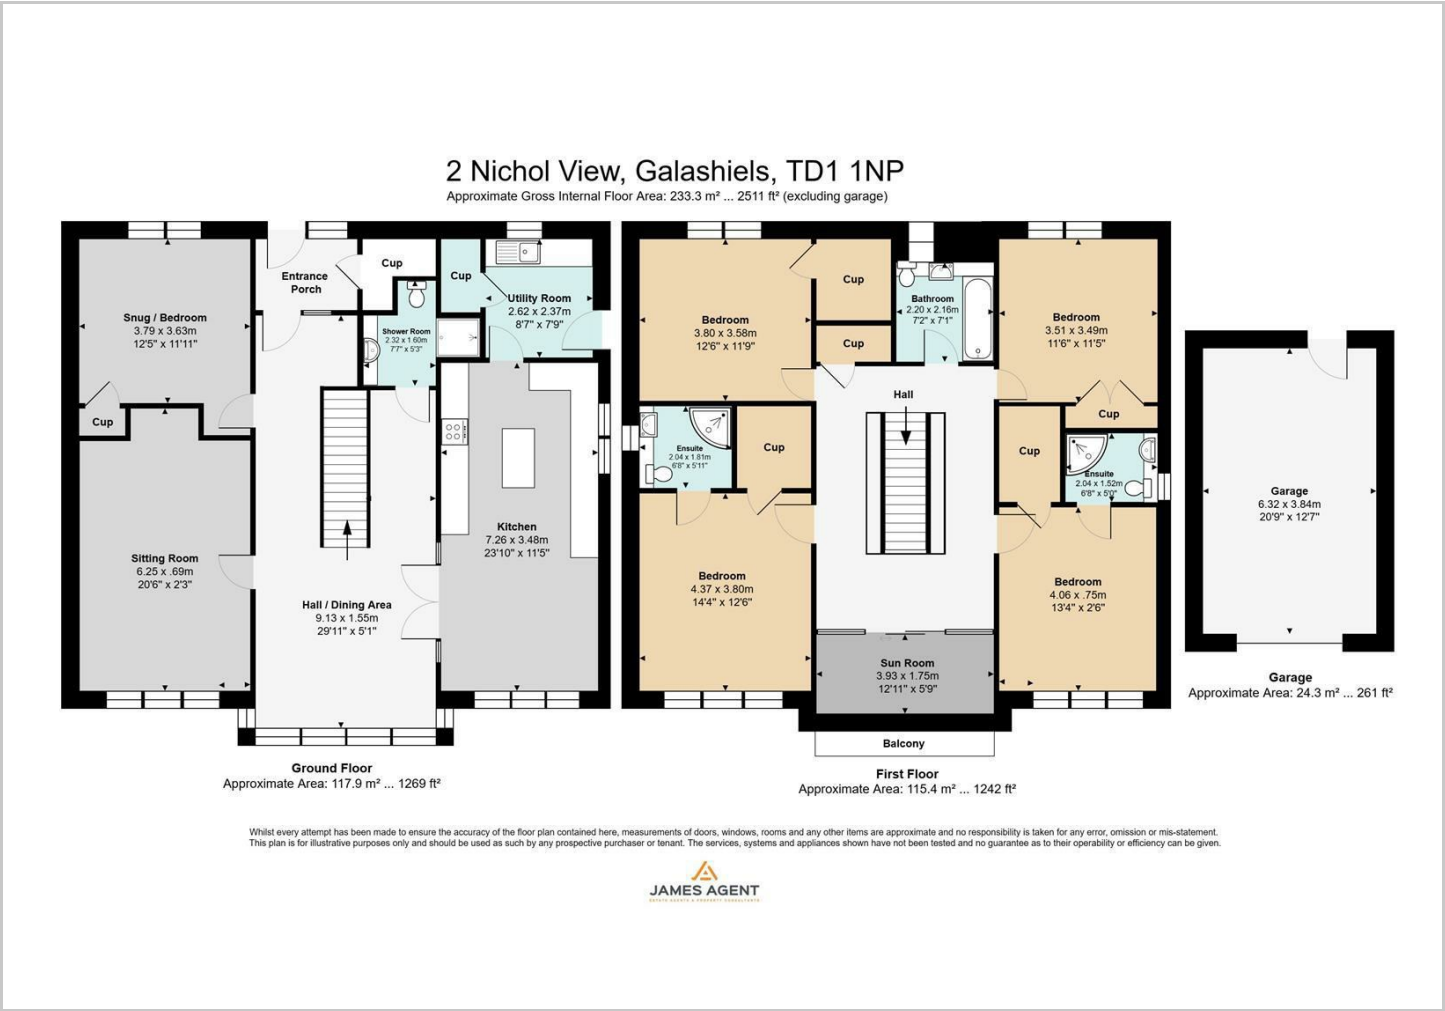 2 Nichol View, Galashiels, TD1 1NP
Approximate Gross Internal Floor Area: 233.3 m² ... 2511 ft² (excluding garage)
Snug / Bedroom
3.79 x 3.63m
12'5" x 11'11"
Entrance
Porch
Cup
Cup
Utility Room
2.62 x 2.37m
8'7" x 7'9"
Shower Room
2.32 x 1.60m
7'7" x 5'3"
Cup
Sitting Room
6.25 x .69m
20'6" x 2'3"
Hall / Dining Area
9.13 x 1.55m
29'11" x 5'1"
Kitchen
7.26 x 3.48m
23'10" x 11'5"
Ground Floor
Approximate Area: 117.9 m² ... 1269 ft²
Bedroom
3.80 x 3.58m
12'6" x 11'9"
Cup
Cup
Bathroom
2.20 x 2.16m
7'2" x 7'1"
Bedroom
3.51 x 3.49m
11'6" x 11'5"
Hall
Cup
Ensuite
2.04 x 1.81m
6'8" x 5'11"
Cup
Cup
Ensuite
2.04 x 1.52m
6'8" x 5'0"
Bedroom
4.37 x 3.80m
14'4" x 12'6"
Bedroom
4.06 x .75m
13'4" x 2'6"
Sun Room
3.93 x 1.75m
12'11" x 5'9"
Balcony
First Floor
Approximate Area: 115.4 m² ... 1242 ft²
Garage
6.32 x 3.84m
20'9" x 12'7"
Garage
Approximate Area: 24.3 m² ... 261 ft²
Whilst every attempt has been made to ensure the accuracy of the floor plan contained here, measurements of doors, windows, rooms and any other items are approximate and no responsibility is taken for any error, omission or mis-statement.
This plan is for illustrative purposes only and should be used as such by any prospective purchaser or tenant. The services, systems and appliances shown have not been tested and no guarantee as to their operability or efficiency can be given.
JAMES AGENT
ESTATE AGENTS & PROPERTY CONSULTANTS